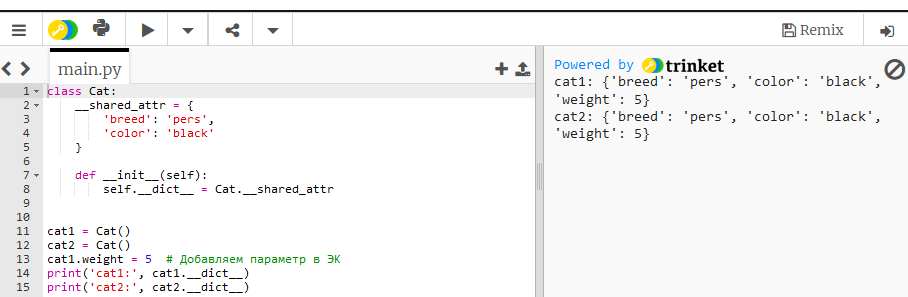 Remix
main.py
1 class Cat:
2     __shared_attr = {
3         'breed': 'pers',
4         'color': 'black'
5     }
6
7     def __init__(self):
8         self.__dict__ = Cat.__shared_attr
9
10
11 cat1 = Cat()
12 cat2 = Cat()
13 cat1.weight = 5  # Добавляем параметр в ЭК
14 print('cat1:', cat1.__dict__)
15 print('cat2:', cat2.__dict__)
Powered by trinket
cat1: {'breed': 'pers', 'color': 'black',
'weight': 5}
cat2: {'breed': 'pers', 'color': 'black',
'weight': 5}